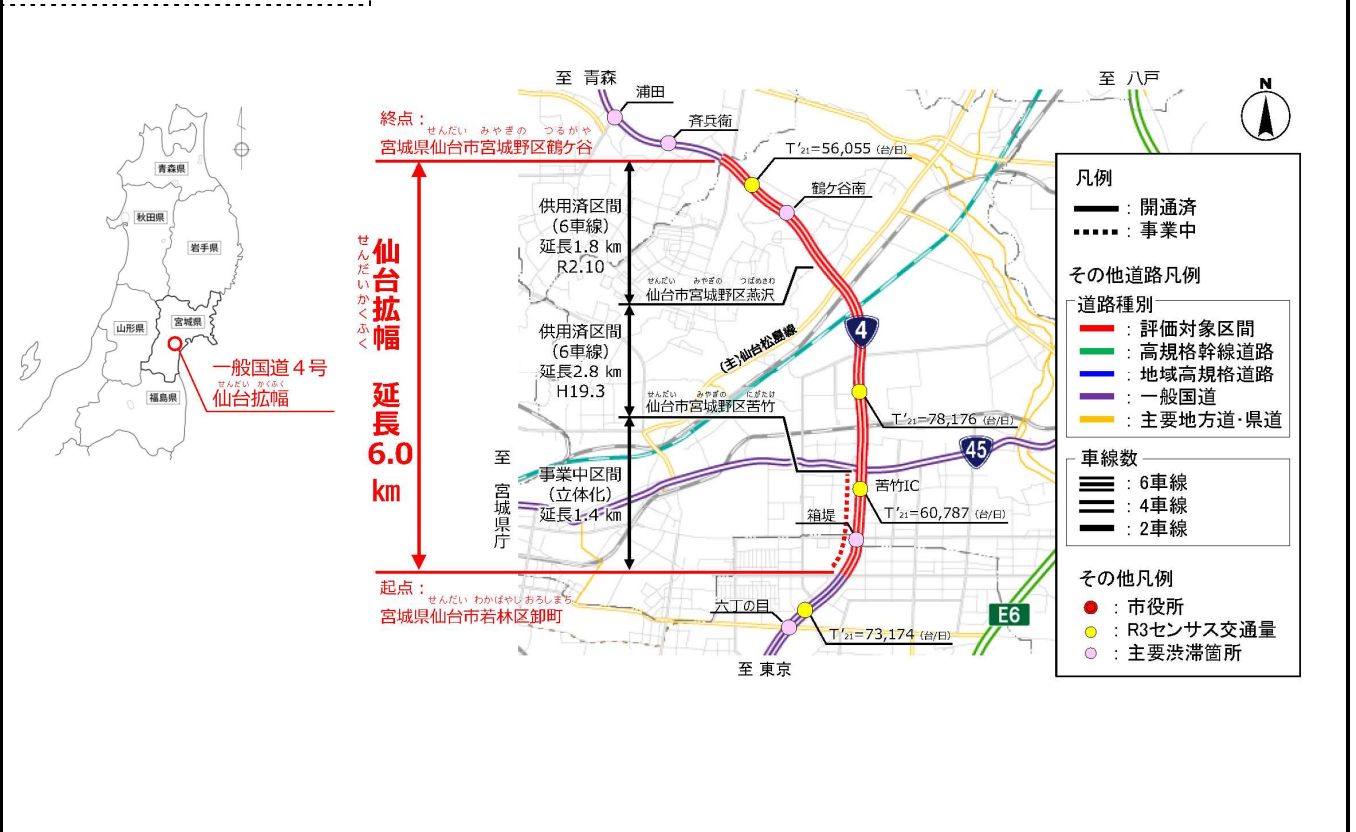 青森県
秋田県
岩手県
山形県
宮城県
福島県
一般国道4号
せんだい かくふく
仙台拡幅
終点：
せんだい みやぎの つるがや
宮城県仙台市宮城野区鶴ケ谷
せんだいかくふく
仙台拡幅 延長6.0km
起点：
せんだい わかばやし おろしまち
宮城県仙台市若林区卸町
供用済区間
（6車線）
延長1.8 km
R2.10
せんだい みやぎの つばめさわ
仙台市宮城野区燕沢
供用済区間
（6車線）
延長2.8 km
H19.3
せんだい みやぎの にがたけ
仙台市宮城野区苦竹
事業中区間
（立体化）
延長1.4 km
至 宮城県庁
至 青森
浦田
斉兵衛
T'21=56,055（台/日）
鶴ケ谷南
(主)仙台松島線
4
T'21=78,176（台/日）
45
苦竹IC
T'21=60,787（台/日）
箱堤
六丁の目
T'21=73,174（台/日）
E6
至 東京
至 八戸
N
凡例
：開通済
：事業中
その他道路凡例
道路種別
：評価対象区間
：高規格幹線道路
：地域高規格道路
：一般国道
：主要地方道・県道
車線数
：6車線
：4車線
：2車線
その他凡例
：市役所
：R3センサス交通量
：主要渋滞箇所